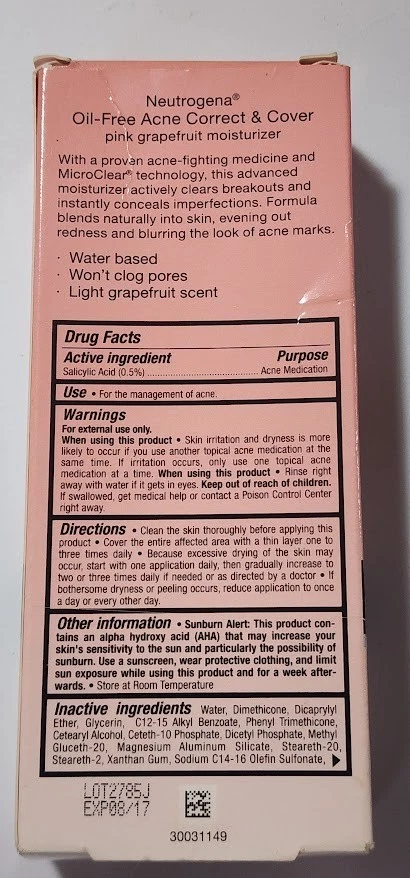 Neutrogena®
Oil-Free Acne Correct & Cover
pink grapefruit moisturizer
With a proven acne-fighting medicine and
MicroClear® technology, this advanced
moisturizer actively clears breakouts and
instantly conceals imperfections. Formula
blends naturally into skin, evening out
redness and blurring the look of acne marks.
· Water based
· Won't clog pores
· Light grapefruit scent
Drug Facts
Active ingredient Purpose
Salicylic Acid (0.5%) ................................ Acne Medication
Use • For the management of acne.
Warnings
For external use only.
When using this product • Skin irritation and dryness is more
likely to occur if you use another topical acne medication at the
same time. If irritation occurs, only use one topical acne
medication at a time. When using this product • Rinse right
away with water if it gets in eyes. Keep out of reach of children.
If swallowed, get medical help or contact a Poison Control Center
right away.
Directions • Clean the skin thoroughly before applying this
product • Cover the entire affected area with a thin layer one to
three times daily • Because excessive drying of the skin may
occur, start with one application daily, then gradually increase to
two or three times daily if needed or as directed by a doctor • If
bothersome dryness or peeling occurs, reduce application to once
a day or every other day.
Other information • Sunburn Alert: This product con-
tains an alpha hydroxy acid (AHA) that may increase your
skin's sensitivity to the sun and particularly the possibility of
sunburn. Use a sunscreen, wear protective clothing, and limit
sun exposure while using this product and for a week after-
wards. • Store at Room Temperature
Inactive ingredients Water, Dimethicone, Dicaprylyl
Ether, Glycerin, C12-15 Alkyl Benzoate, Phenyl Trimethicone,
Cetearyl Alcohol, Ceteth-10 Phosphate, Dicetyl Phosphate, Methyl
Gluceth-20, Magnesium Aluminum Silicate, Steareth-20,
Steareth-2, Xanthan Gum, Sodium C14-16 Olefin Sulfonate,
LOT2785J
EXP08/17
30031149